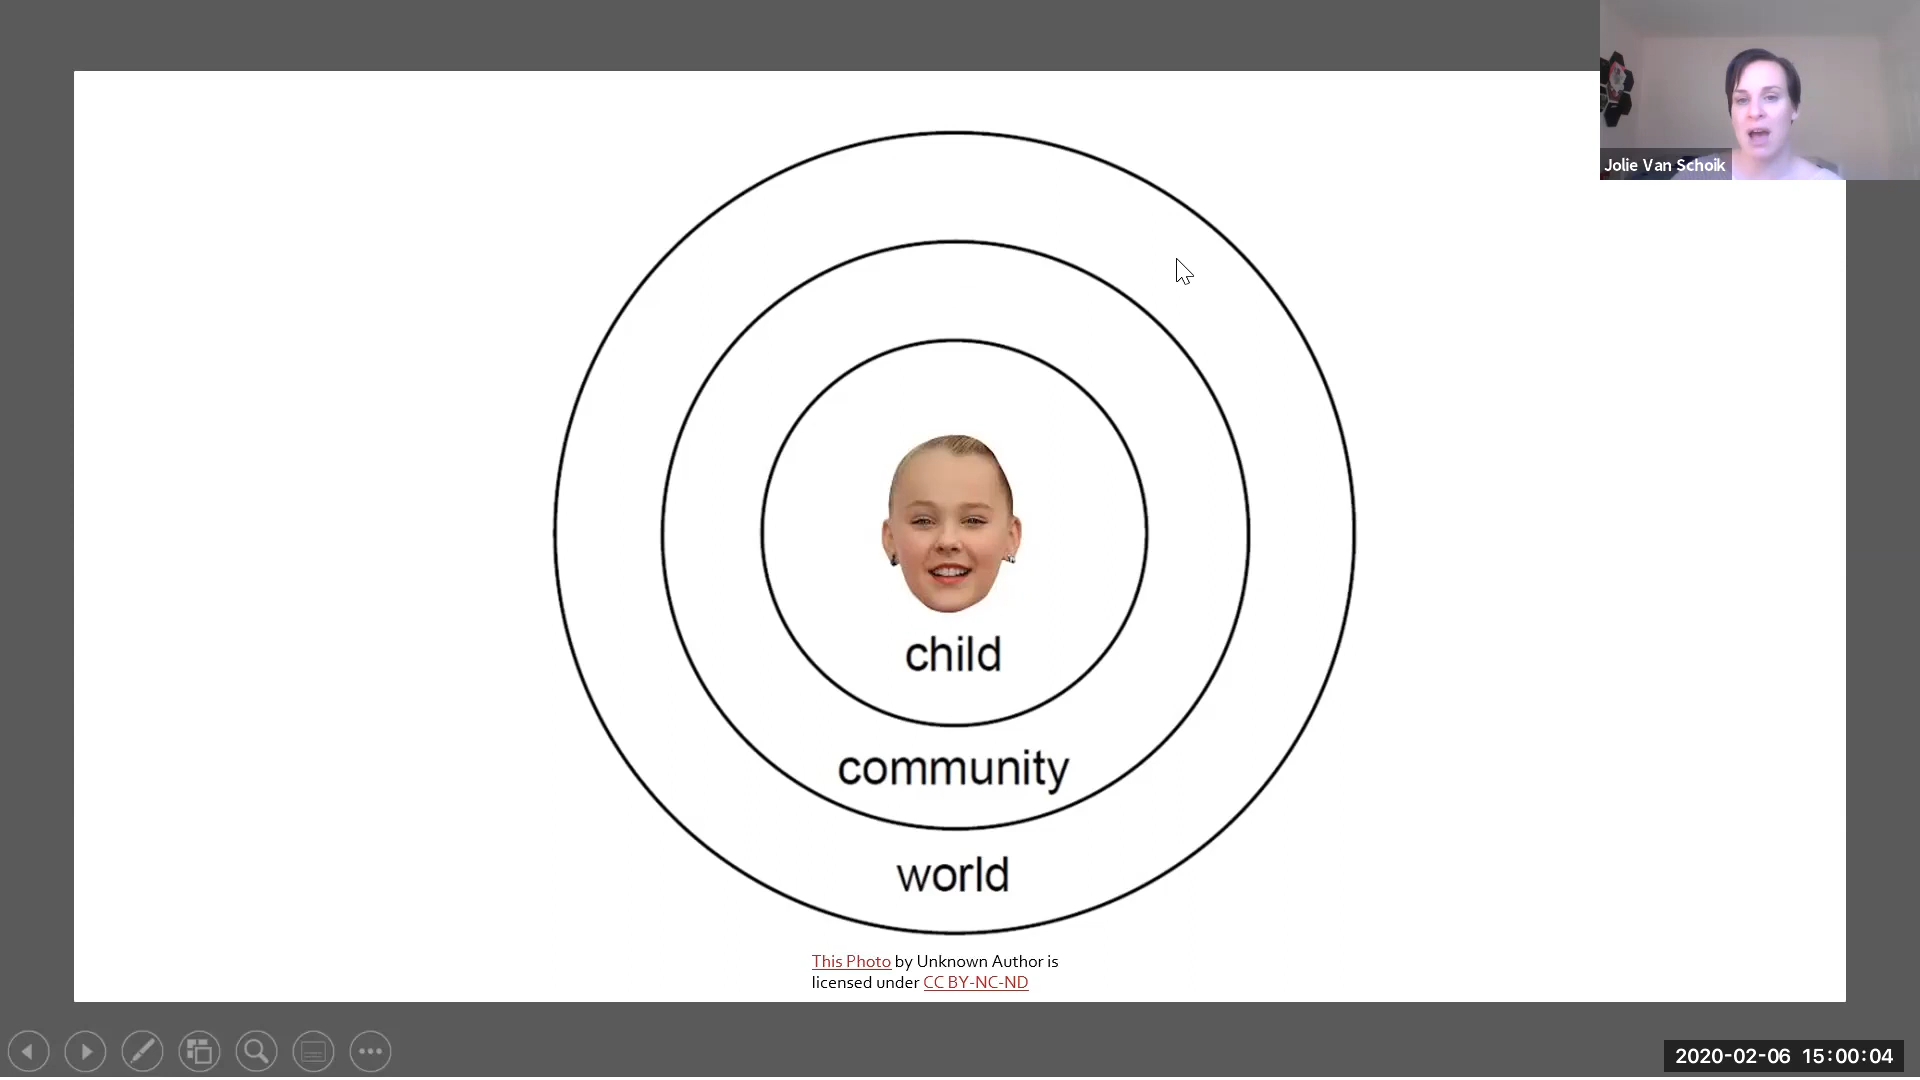 Jolie Van Schoik
child
community
world
This Photo by Unknown Author is
licensed under CC BY-NC-ND
2020-02-06 15:00:04